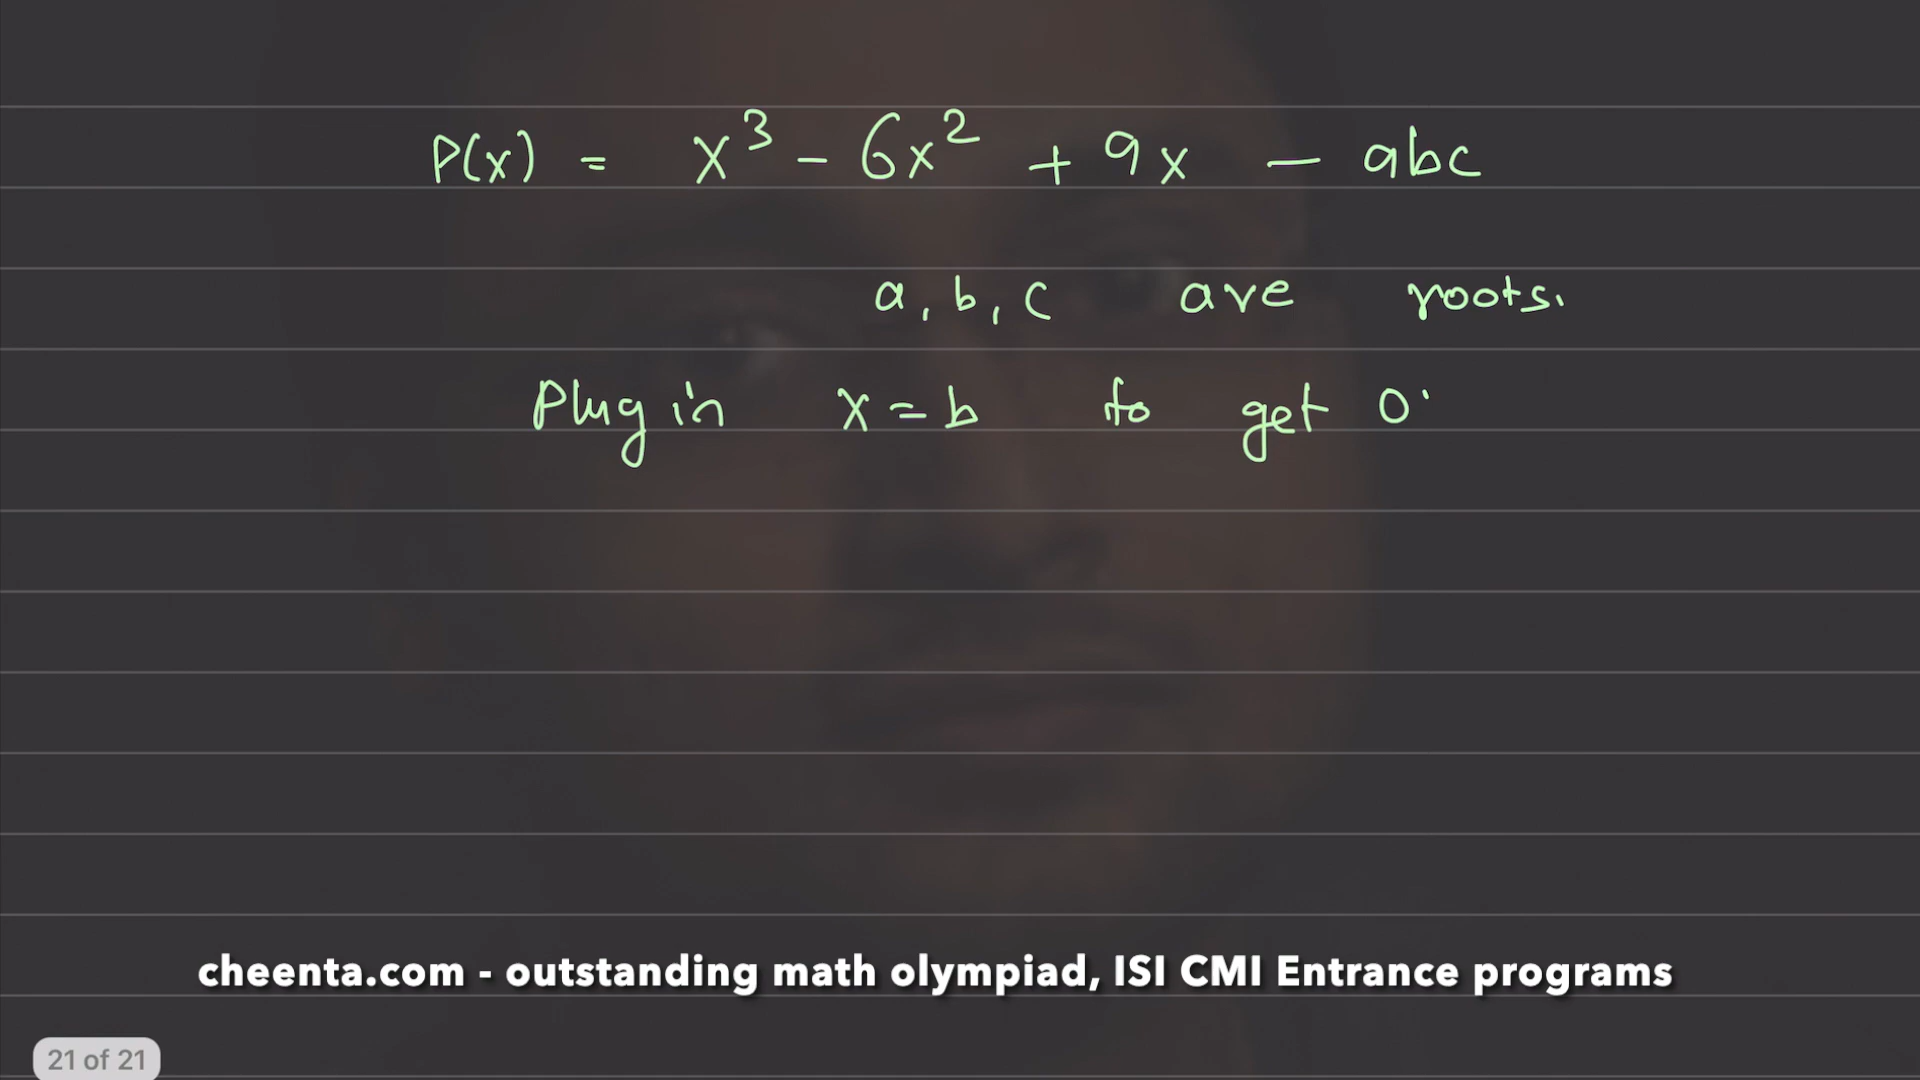 P(x) = x³ - 6x² + 9x - abc
a, b, c are roots.
Plug in x = b to get 0.
cheenta.com - outstanding math olympiad, ISI CMI Entrance programs
21 of 21